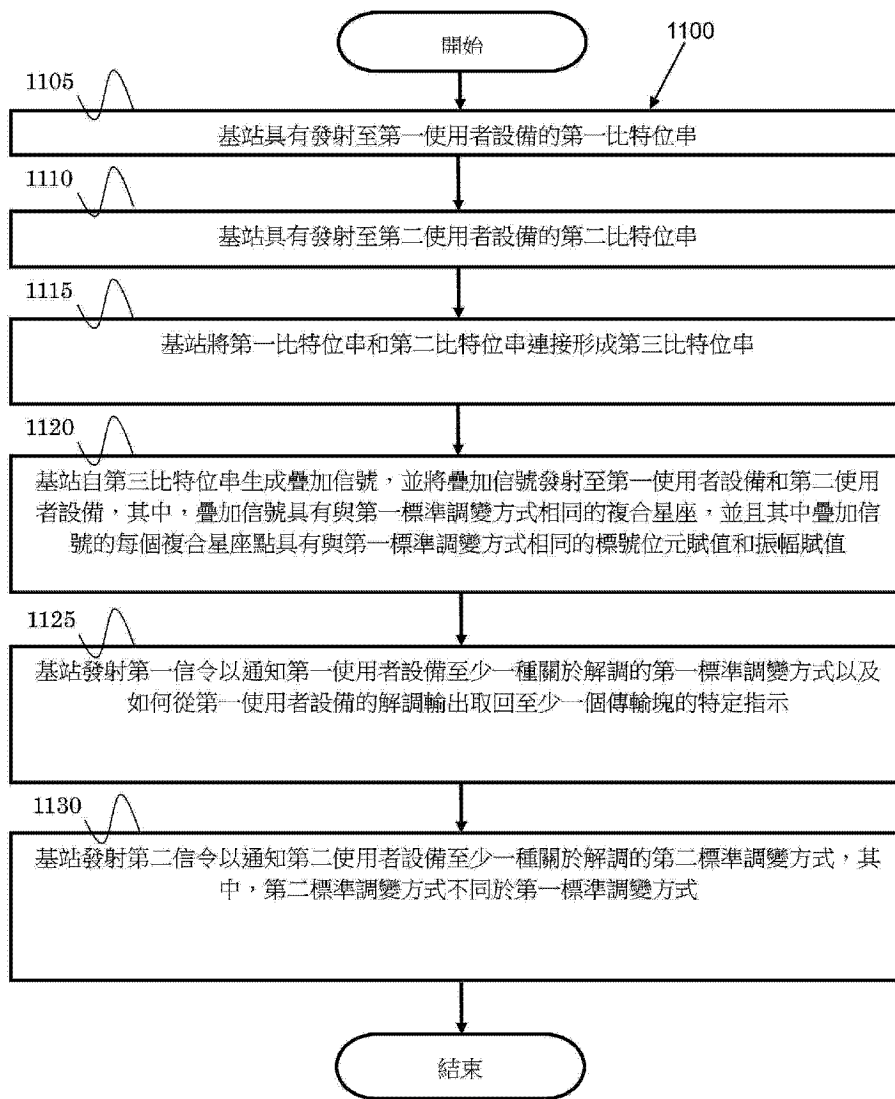 開始
1100
1105
基站具有發射至第一使用者設備的第一比特位串
1110
基站具有發射至第二使用者設備的第二比特位串
1115
基站將第一比特位串和第二比特位串連接形成第三比特位串
1120
基站自第三比特位串生成疊加信號，並將疊加信號發射至第一使用者設備和第二使用
者設備，其中，疊加信號具有與第一標準調變方式相同的複合星座，並且其中疊加信
號的每個複合星座點具有與第一標準調變方式相同的標號位元賦值和振幅賦值
1125
基站發射第一信令以通知第一使用者設備至少一種關於解調的第一標準調變方式以及
如何從第一使用者設備的解調輸出取回至少一個傳輸塊的特定指示
1130
基站發射第二信令以通知第二使用者設備至少一種關於解調的第二標準調變方式，其
中，第二標準調變方式不同於第一標準調變方式
結束